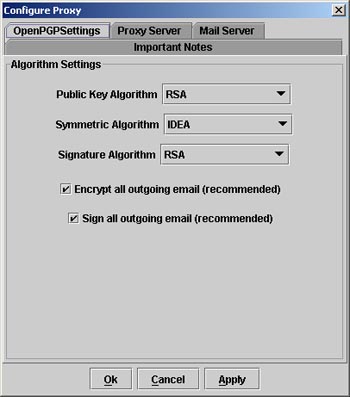 Configure Proxy
OpenPGPSettings Proxy Server Mail Server
Important Notes
Algorithm Settings
Public Key Algorithm RSA
Symmetric Algorithm IDEA
Signature Algorithm RSA
Encrypt all outgoing email (recommended)
Sign all outgoing email (recommended)
Ok Cancel Apply